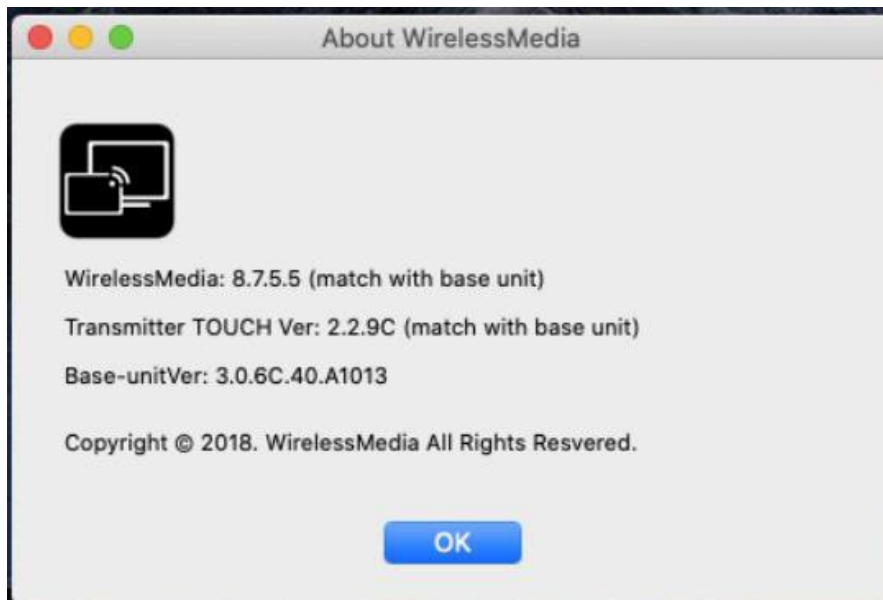 About WirelessMedia
WirelessMedia: 8.7.5.5 (match with base unit)
Transmitter TOUCH Ver: 2.2.9C (match with base unit)
Base-unitVer: 3.0.6C.40.A1013
Copyright © 2018. WirelessMedia All Rights Resvered.
OK